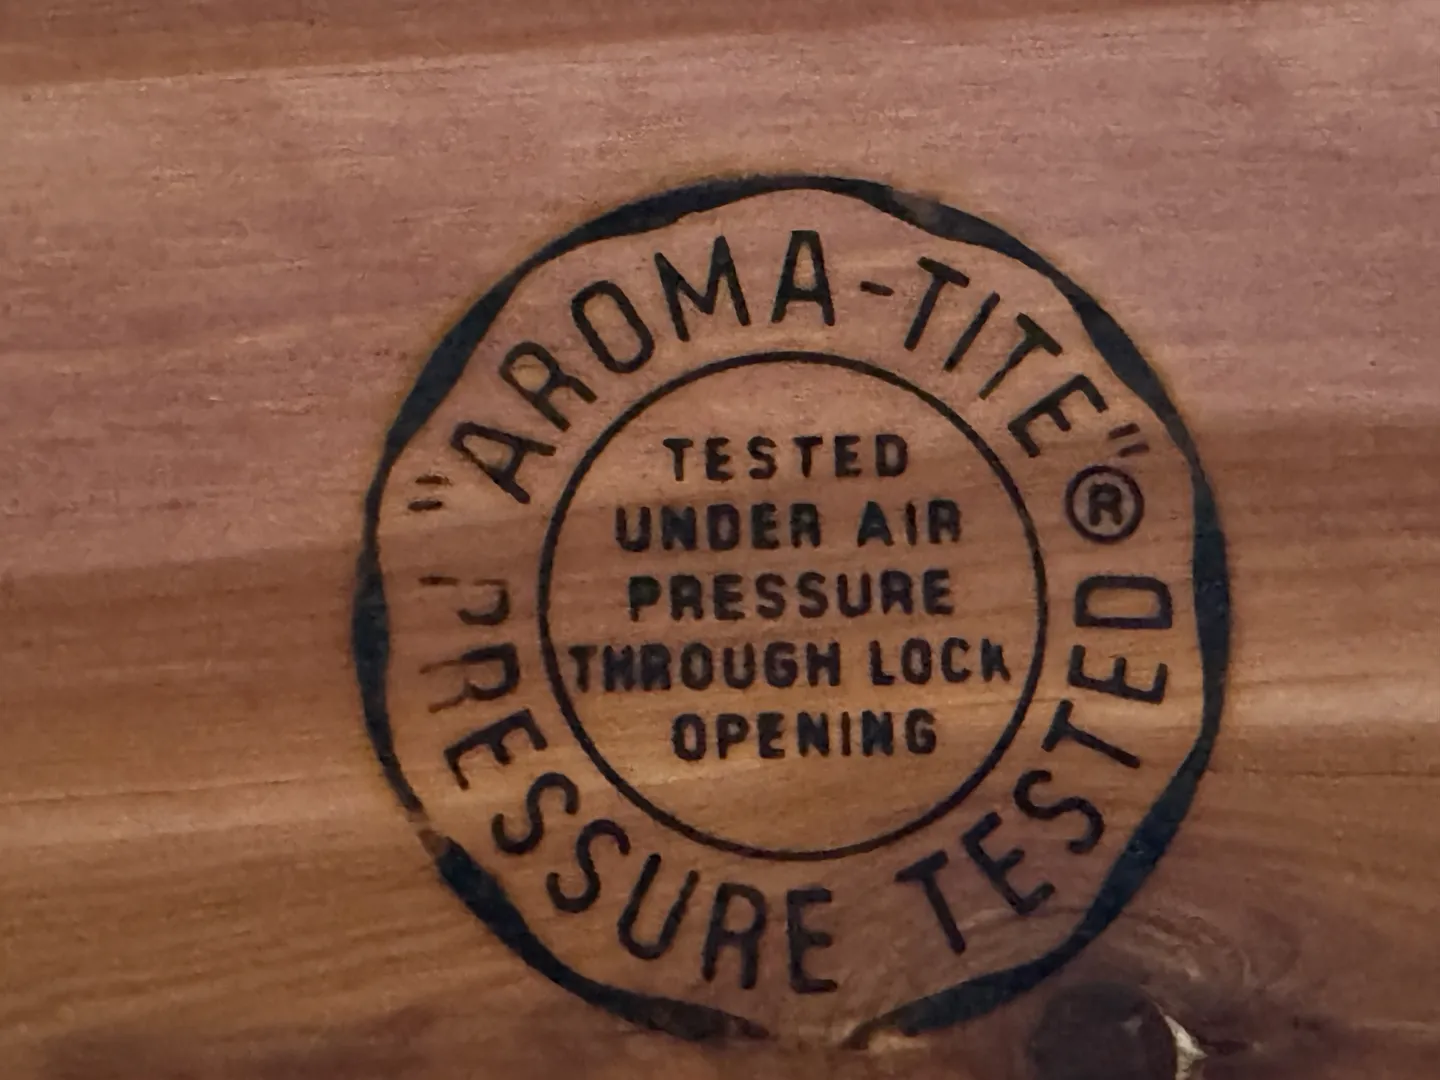 "AROMA-TITE"®
TESTED
UNDER AIR
PRESSURE
THROUGH LOCK
OPENING
PRESSURE TESTED